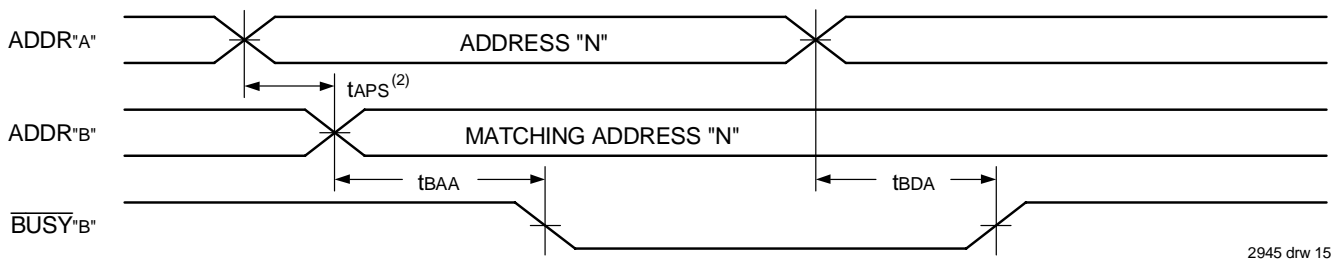 ADDR"A"
ADDRESS "N"
tAPS(2)
ADDR"B"
MATCHING ADDRESS "N"
tBAA
tBDA
BUSY"B"
2945 drw 15